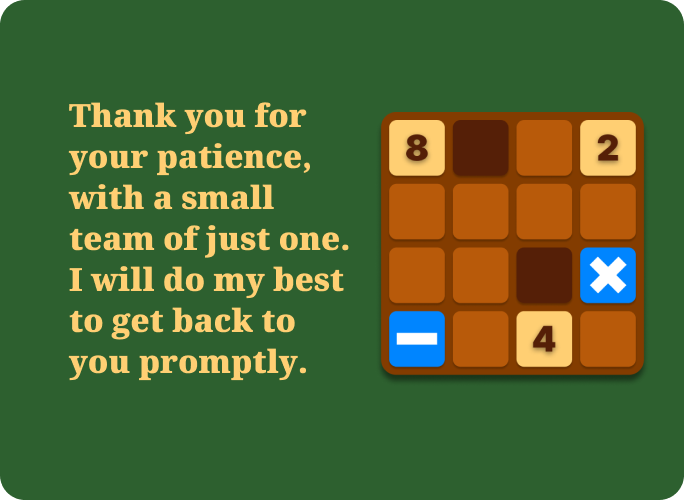 Thank you for
your patience,
with a small
team of just one.
I will do my best
to get back to
you promptly.
8 2
×
− 4